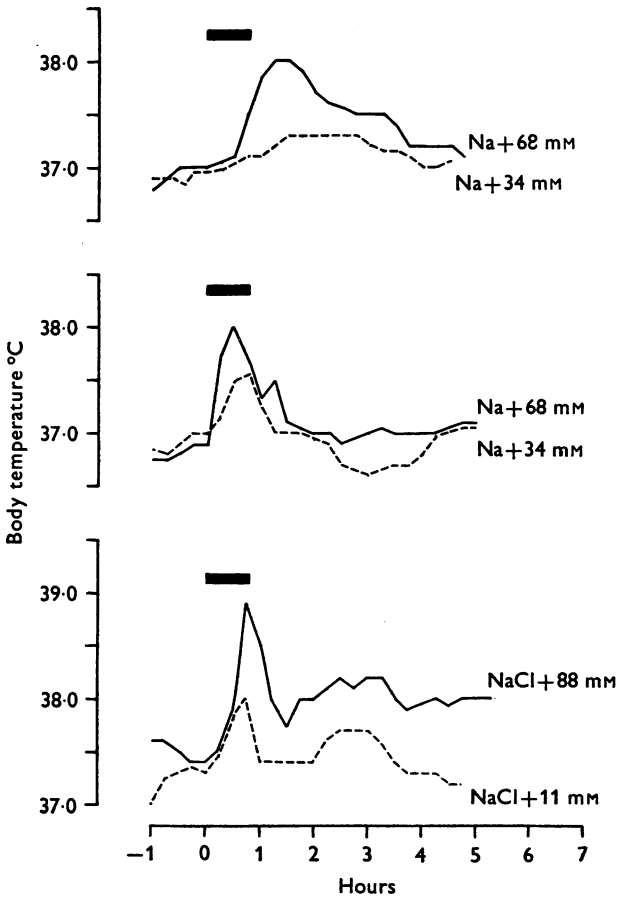 38·0
37·0
Na+68 mM
Na+34 mM
38·0
37·0
Na+68 mM
Na+34 mM
Body temperature °C
39·0
38·0
37·0
NaCl+88 mM
NaCl+11 mM
−1 0 1 2 3 4 5 6 7
Hours